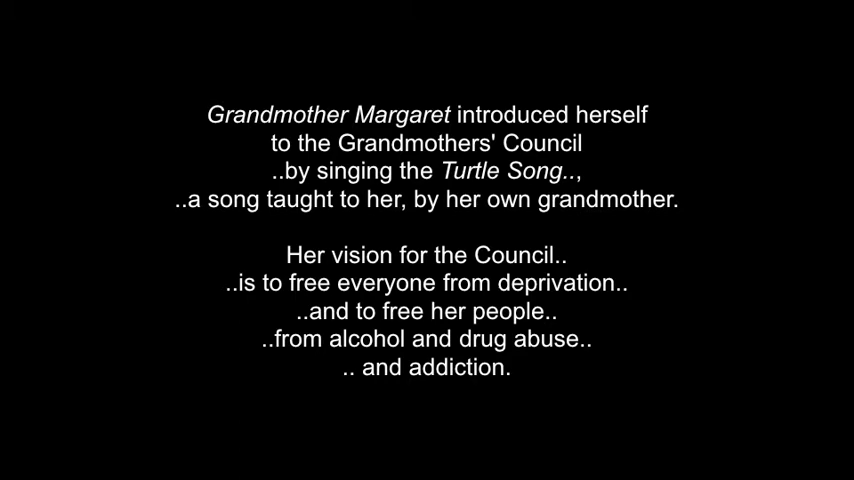 Grandmother Margaret introduced herself
to the Grandmothers' Council
..by singing the Turtle Song..,
..a song taught to her, by her own grandmother.
Her vision for the Council..
..is to free everyone from deprivation..
..and to free her people..
..from alcohol and drug abuse..
.. and addiction.